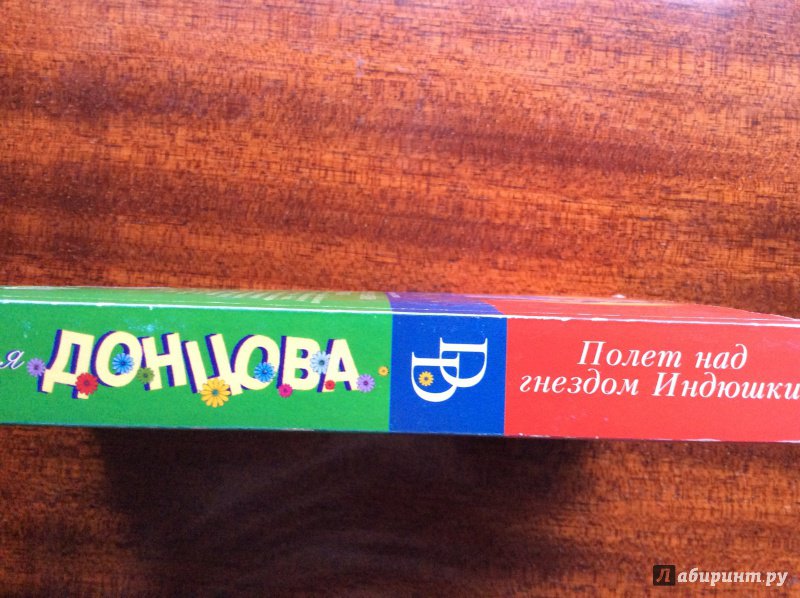 я ДОНЦОВА
Полет над
гнездом Индюшки
Лабиринт.ру